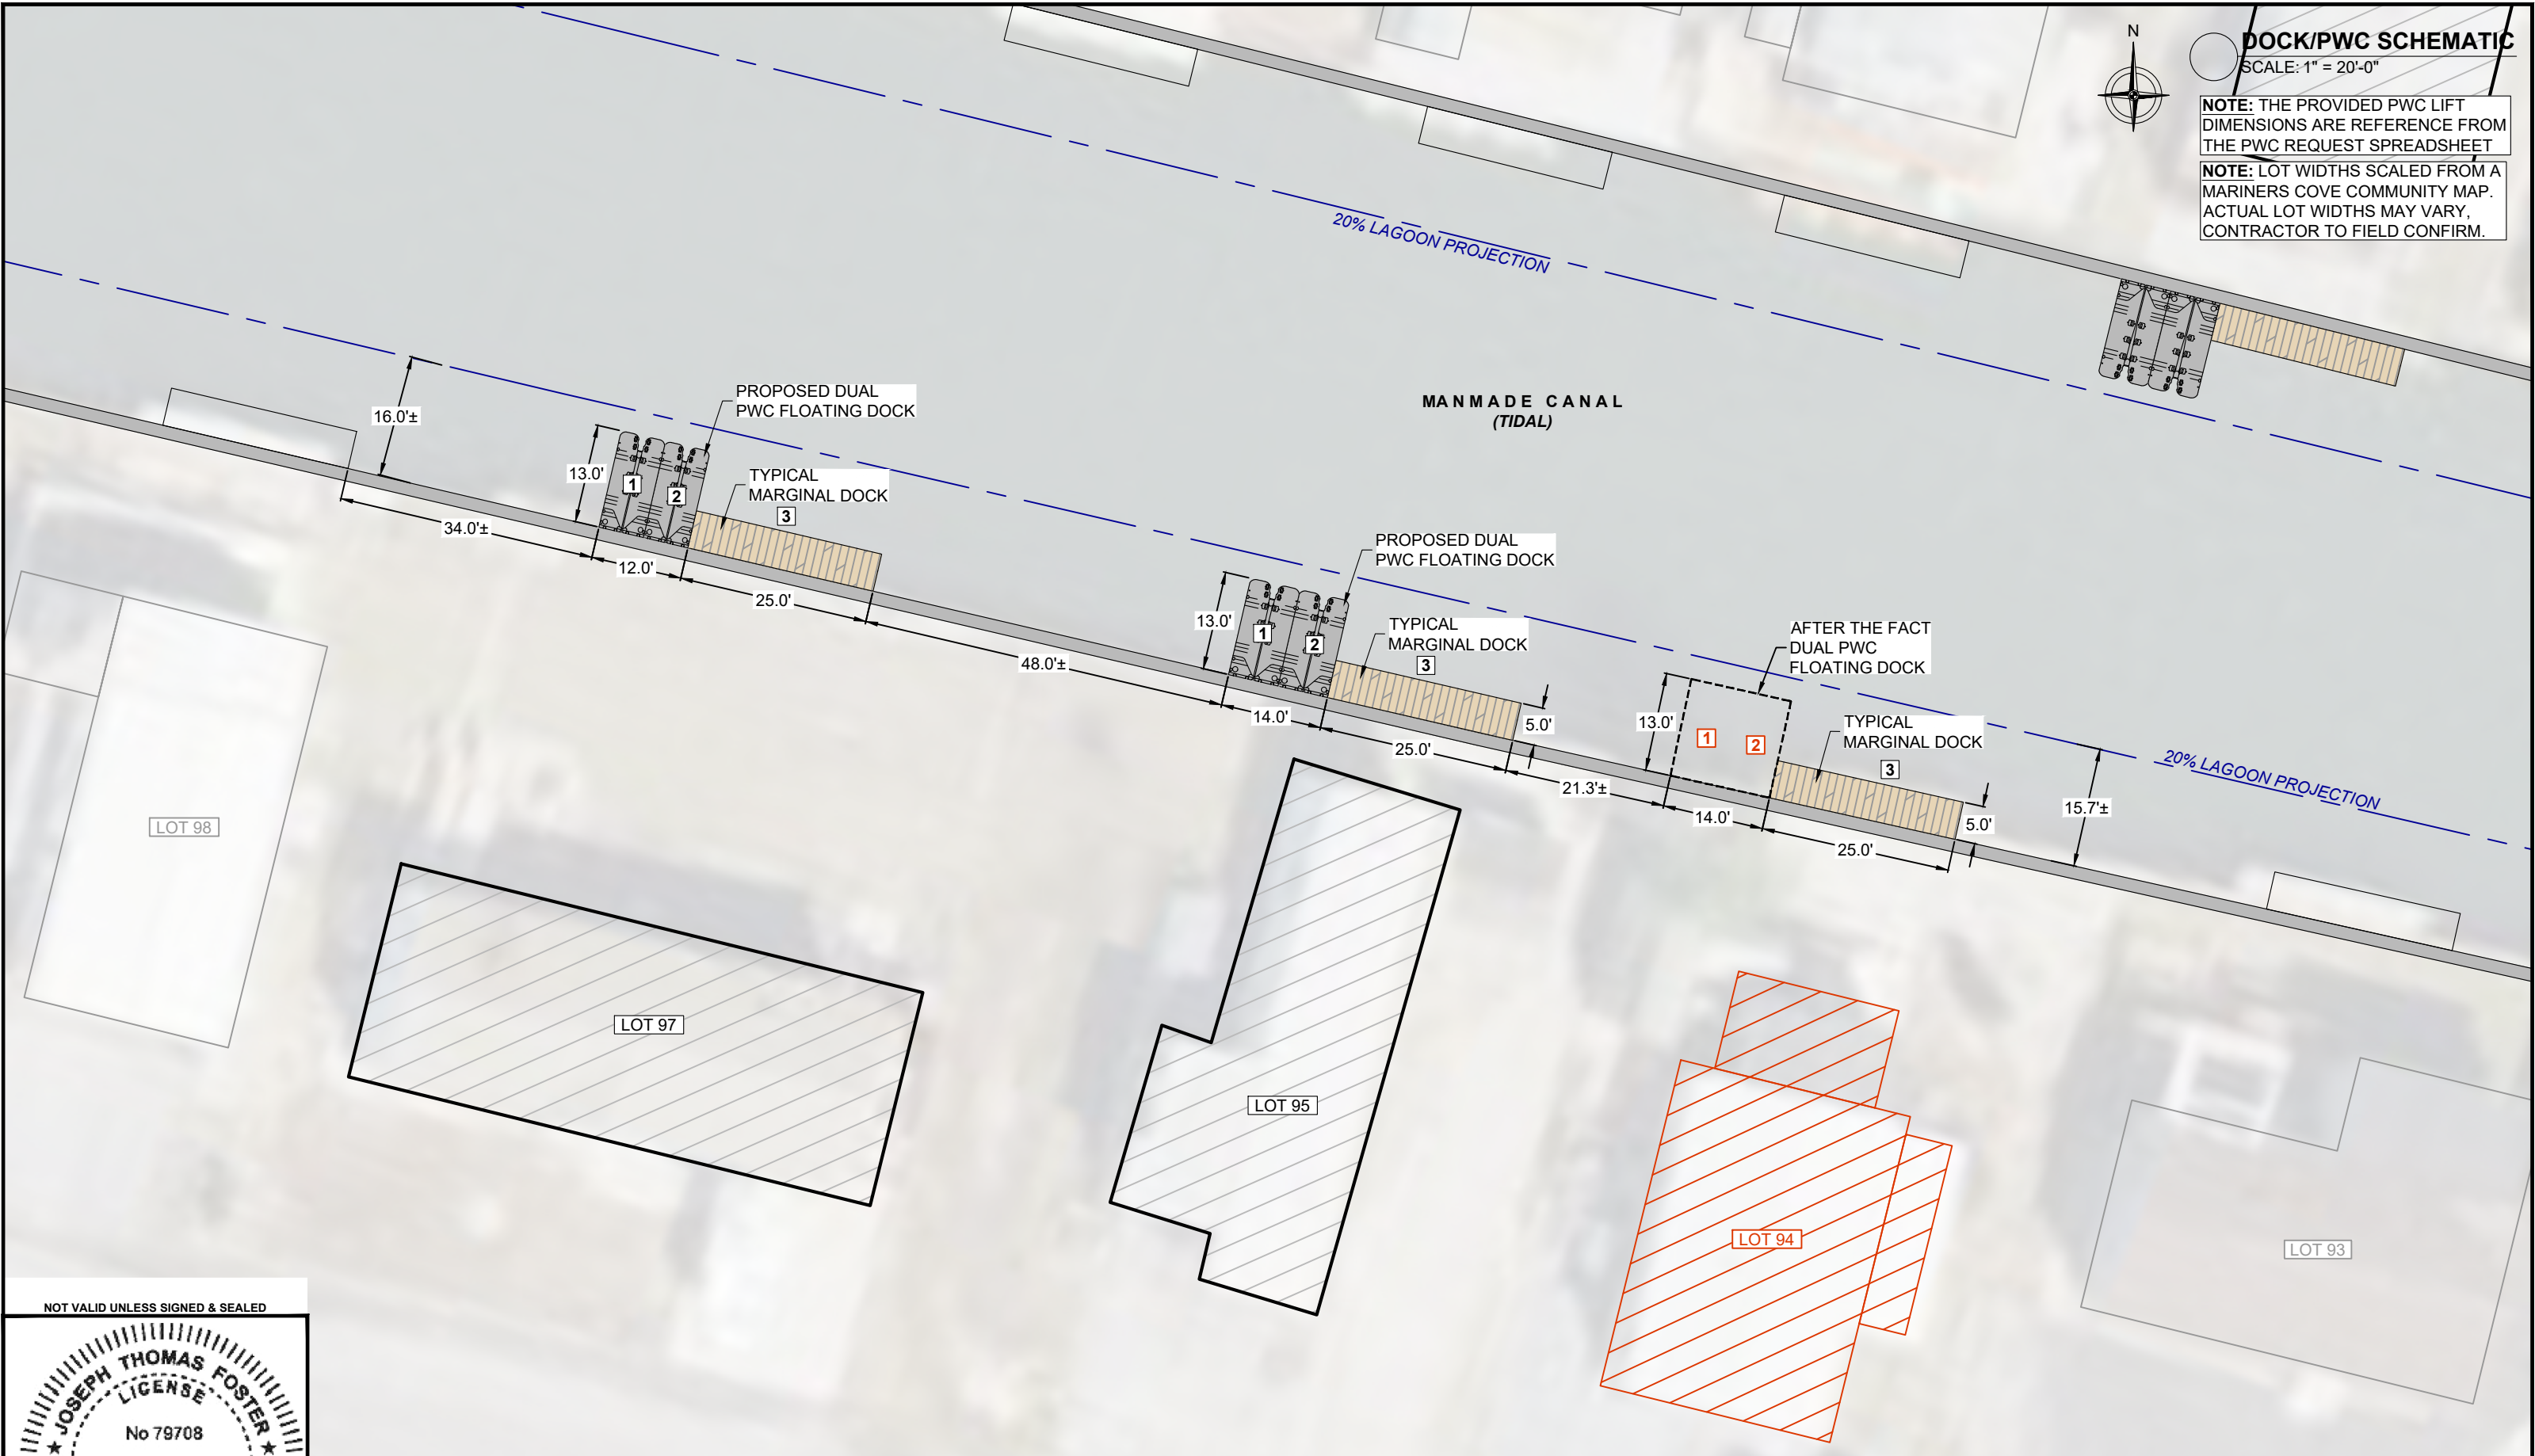 N
DOCK/PWC SCHEMATIC
SCALE: 1" = 20'-0"
NOTE: THE PROVIDED PWC LIFT
DIMENSIONS ARE REFERENCE FROM
THE PWC REQUEST SPREADSHEET
NOTE: LOT WIDTHS SCALED FROM A
MARINERS COVE COMMUNITY MAP.
ACTUAL LOT WIDTHS MAY VARY,
CONTRACTOR TO FIELD CONFIRM.
20% LAGOON PROJECTION
MANMADE CANAL
(TIDAL)
16.0'±
PROPOSED DUAL
PWC FLOATING DOCK
13.0'
1
2
TYPICAL
MARGINAL DOCK
3
34.0'±
12.0'
25.0'
48.0'±
PROPOSED DUAL
PWC FLOATING DOCK
13.0'
1
2
TYPICAL
MARGINAL DOCK
3
5.0'
14.0'
25.0'
21.3'±
AFTER THE FACT
DUAL PWC
FLOATING DOCK
13.0'
1
2
TYPICAL
MARGINAL DOCK
3
5.0'
14.0'
25.0'
15.7'±
20% LAGOON PROJECTION
LOT 98
LOT 97
LOT 95
LOT 94
LOT 93
NOT VALID UNLESS SIGNED & SEALED
JOSEPH THOMAS FOSTER
LICENSE
No 79708